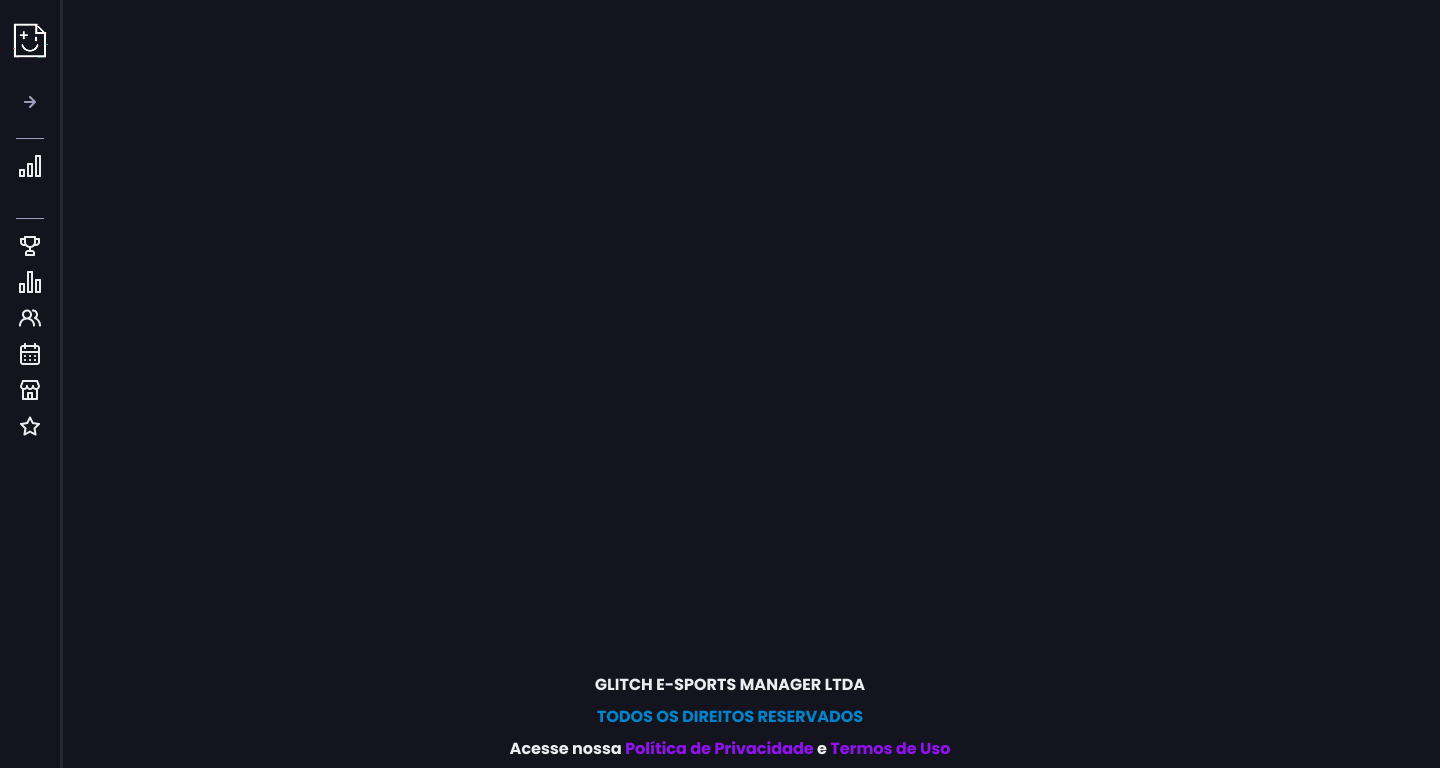 GLITCH E-SPORTS MANAGER LTDA
TODOS OS DIREITOS RESERVADOS
Acesse nossa Política de Privacidade e Termos de Uso